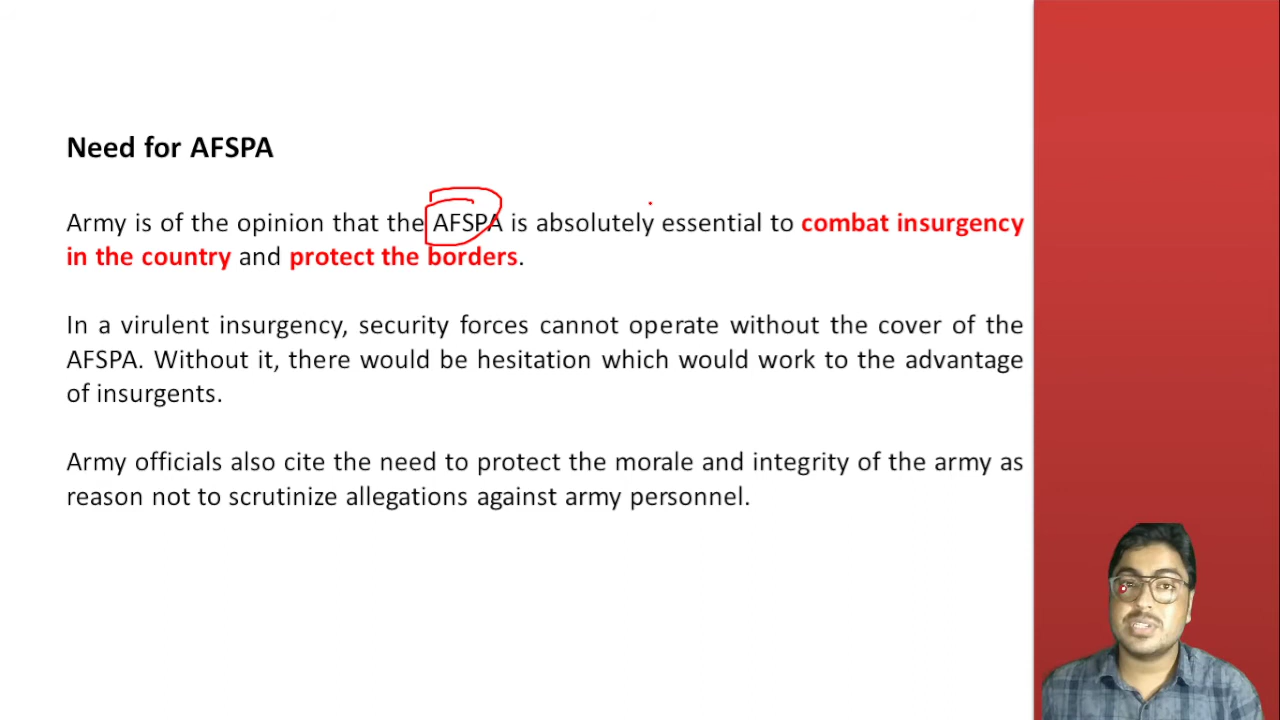 Need for AFSPA
Army is of the opinion that the AFSPA is absolutely essential to combat insurgency
in the country and protect the borders.
In a virulent insurgency, security forces cannot operate without the cover of the
AFSPA. Without it, there would be hesitation which would work to the advantage
of insurgents.
Army officials also cite the need to protect the morale and integrity of the army as
reason not to scrutinize allegations against army personnel.